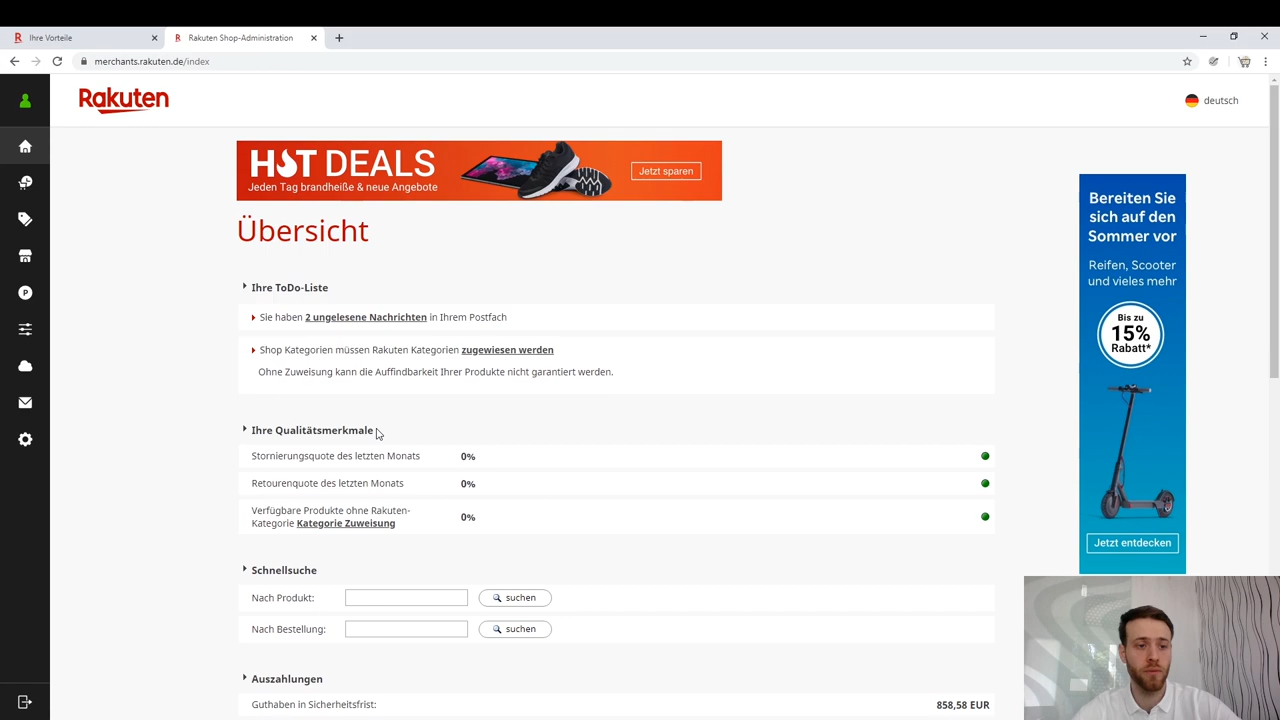 Ihre Vorteile
Rakuten Shop-Administration
merchants.rakuten.de/index
Rakuten
deutsch
HOT DEALS
Jeden Tag brandheiße & neue Angebote
Jetzt sparen
Übersicht
Ihre ToDo-Liste
Sie haben 2 ungelesene Nachrichten in Ihrem Postfach
Shop Kategorien müssen Rakuten Kategorien zugewiesen werden
Ohne Zuweisung kann die Auffindbarkeit Ihrer Produkte nicht garantiert werden.
Ihre Qualitätsmerkmale
Stornierungsquote des letzten Monats 0%
Retourenquote des letzten Monats 0%
Verfügbare Produkte ohne Rakuten-
Kategorie Kategorie Zuweisung 0%
Schnellsuche
Nach Produkt: suchen
Nach Bestellung: suchen
Auszahlungen
Guthaben in Sicherheitsfrist: 858,58 EUR
Bereiten Sie
sich auf den
Sommer vor
Reifen, Scooter
und vieles mehr
Bis zu
15%
Rabatt*
Jetzt entdecken